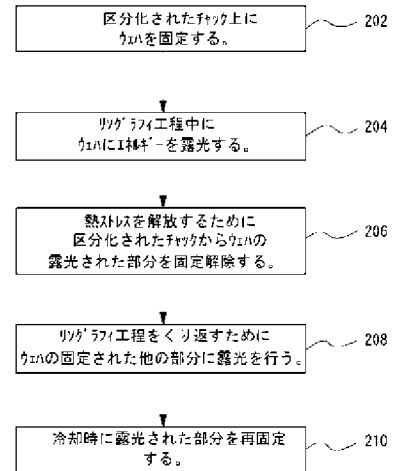 区分化されたﾁｬｯｸ上に
ｳｪﾊを固定する。
202
ﾘｿｸﾞﾗﾌｨ工程中に
ｳｪﾊにｴﾈﾙｷﾞｰを露光する。
204
熱ｽﾄﾚｽを解放するために
区分化されたﾁｬｯｸからｳｪﾊの
露光された部分を固定解除する。
206
ﾘｿｸﾞﾗﾌｨ工程をくり返すために
ｳｪﾊの固定された他の部分に露光を行う。
208
冷却時に露光された部分を再固定
する。
210